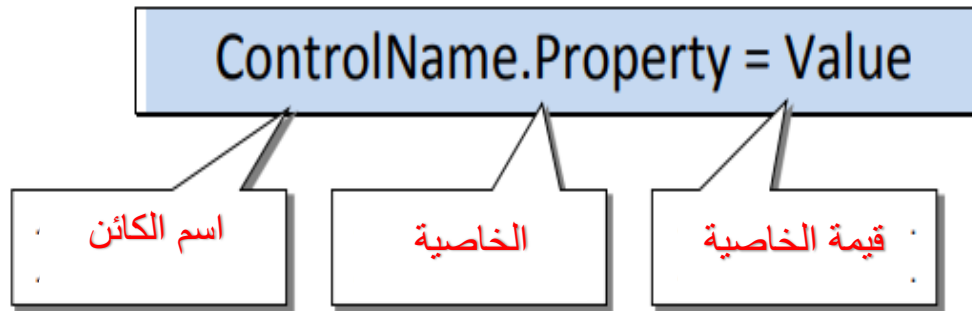 ControlName.Property = Value
اسم الكائن
الخاصية
قيمة الخاصية